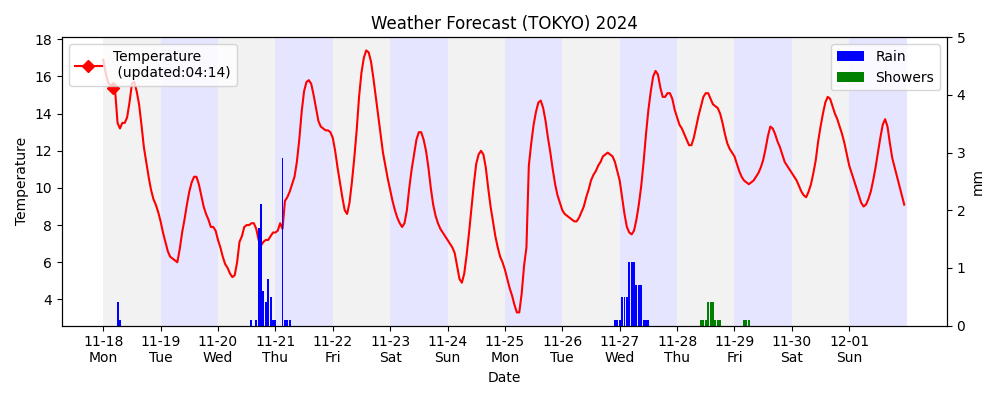 Weather Forecast (TOKYO) 2024
Temperature
(updated:04:14)
Rain
Showers
Temperature
18
16
14
12
10
8
6
4
mm
5
4
3
2
1
0
11-18 11-19 11-20 11-21 11-22 11-23 11-24 11-25 11-26 11-27 11-28 11-29 11-30 12-01
Mon Tue Wed Thu Fri Sat Sun Mon Tue Wed Thu Fri Sat Sun
Date